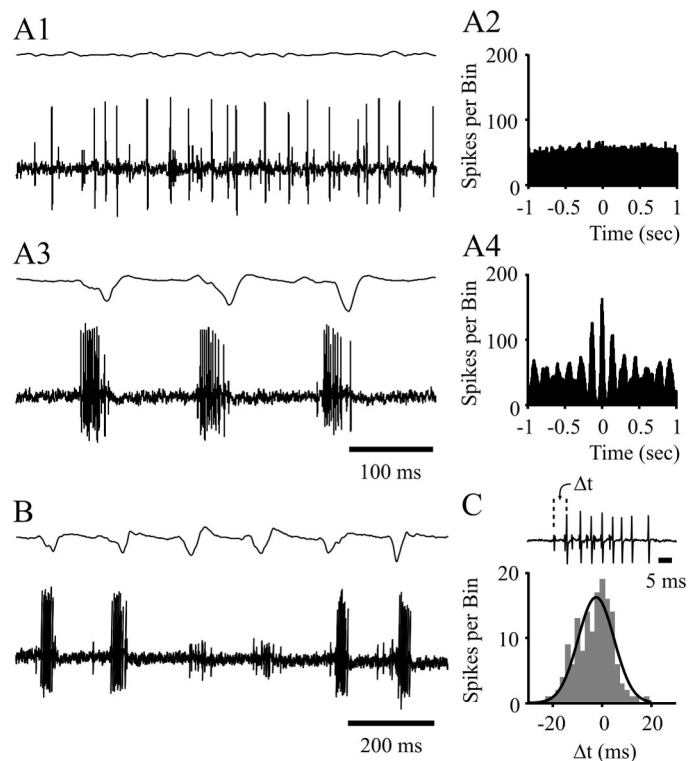 A1
A2
200
100
0
Spikes per Bin
-1 -0.5 0 0.5 1
Time (sec)
A3
100 ms
A4
200
100
0
Spikes per Bin
-1 -0.5 0 0.5 1
Time (sec)
B
200 ms
C
Δt
5 ms
20
10
0
Spikes per Bin
-20 0 20
Δt (ms)